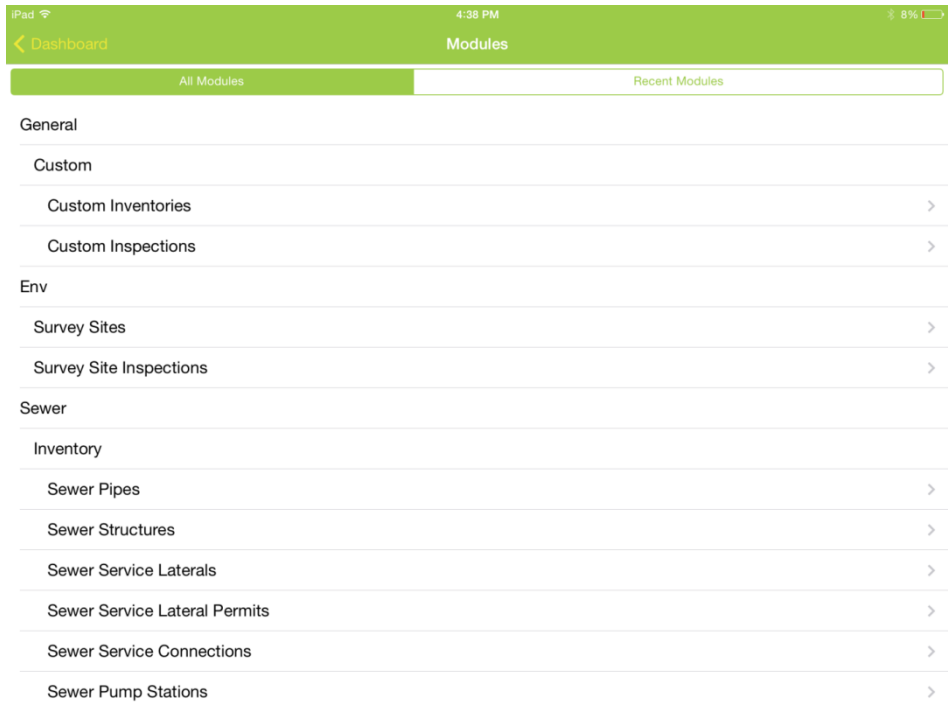 iPad 4:38 PM 8%
Dashboard Modules
All Modules Recent Modules
General
Custom
Custom Inventories
Custom Inspections
Env
Survey Sites
Survey Site Inspections
Sewer
Inventory
Sewer Pipes
Sewer Structures
Sewer Service Laterals
Sewer Service Lateral Permits
Sewer Service Connections
Sewer Pump Stations